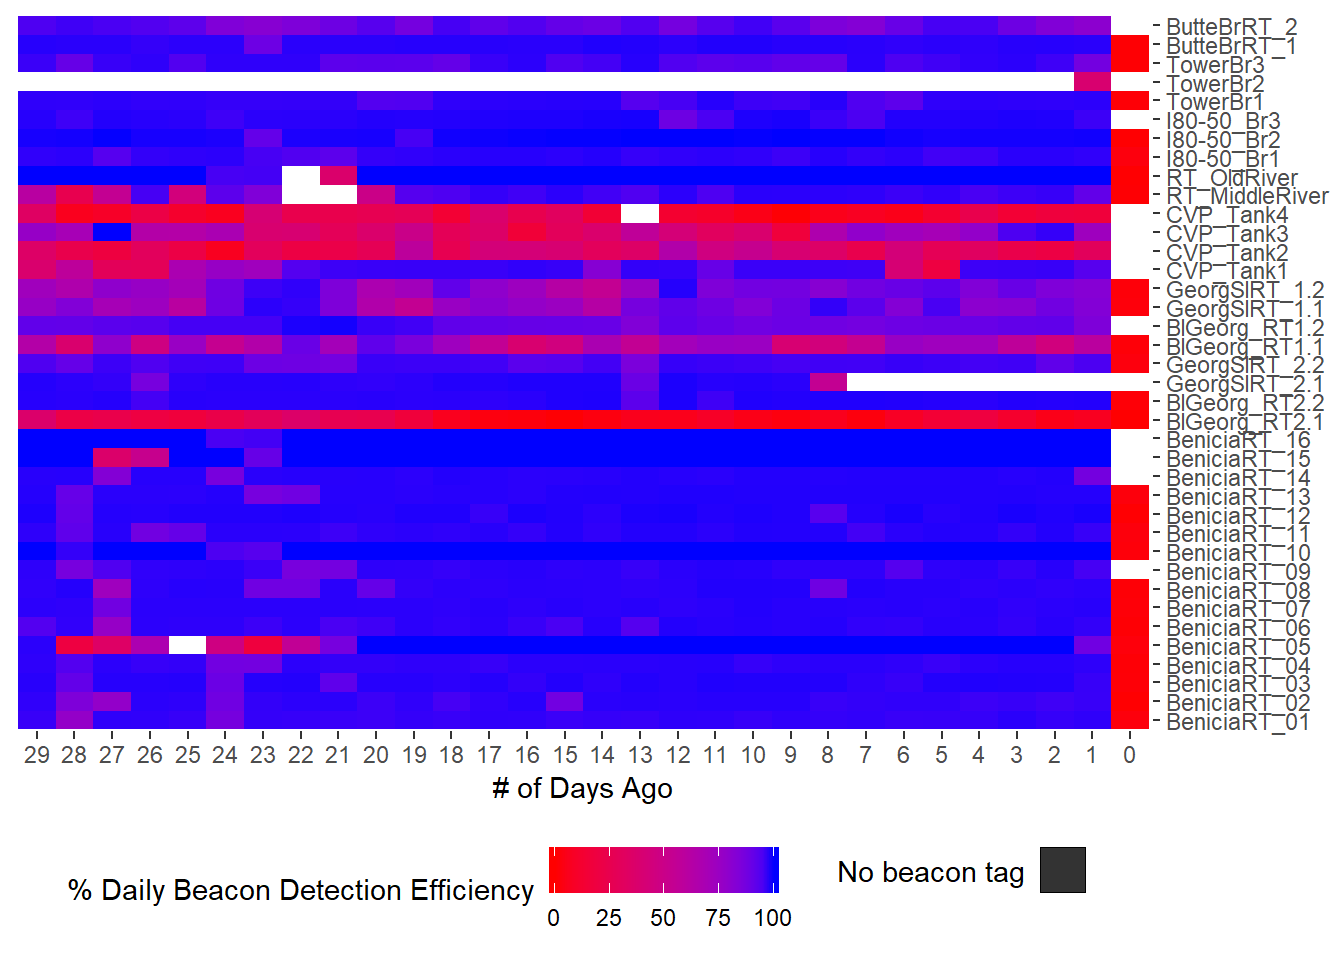 ButteBrRT_2
ButteBrRT_1
TowerBr3
TowerBr2
TowerBr1
I80-50_Br3
I80-50_Br2
I80-50_Br1
RT_OldRiver
RT_MiddleRiver
CVP_Tank4
CVP_Tank3
CVP_Tank2
CVP_Tank1
GeorgSlRT_1.2
GeorgSlRT_1.1
BlGeorg_RT1.2
BlGeorg_RT1.1
GeorgSlRT_2.2
GeorgSlRT_2.1
BlGeorg_RT2.2
BlGeorg_RT2.1
BeniciaRT_16
BeniciaRT_15
BeniciaRT_14
BeniciaRT_13
BeniciaRT_12
BeniciaRT_11
BeniciaRT_10
BeniciaRT_09
BeniciaRT_08
BeniciaRT_07
BeniciaRT_06
BeniciaRT_05
BeniciaRT_04
BeniciaRT_03
BeniciaRT_02
BeniciaRT_01
29 28 27 26 25 24 23 22 21 20 19 18 17 16 15 14 13 12 11 10 9 8 7 6 5 4 3 2 1 0
# of Days Ago
% Daily Beacon Detection Efficiency
0 25 50 75 100
No beacon tag